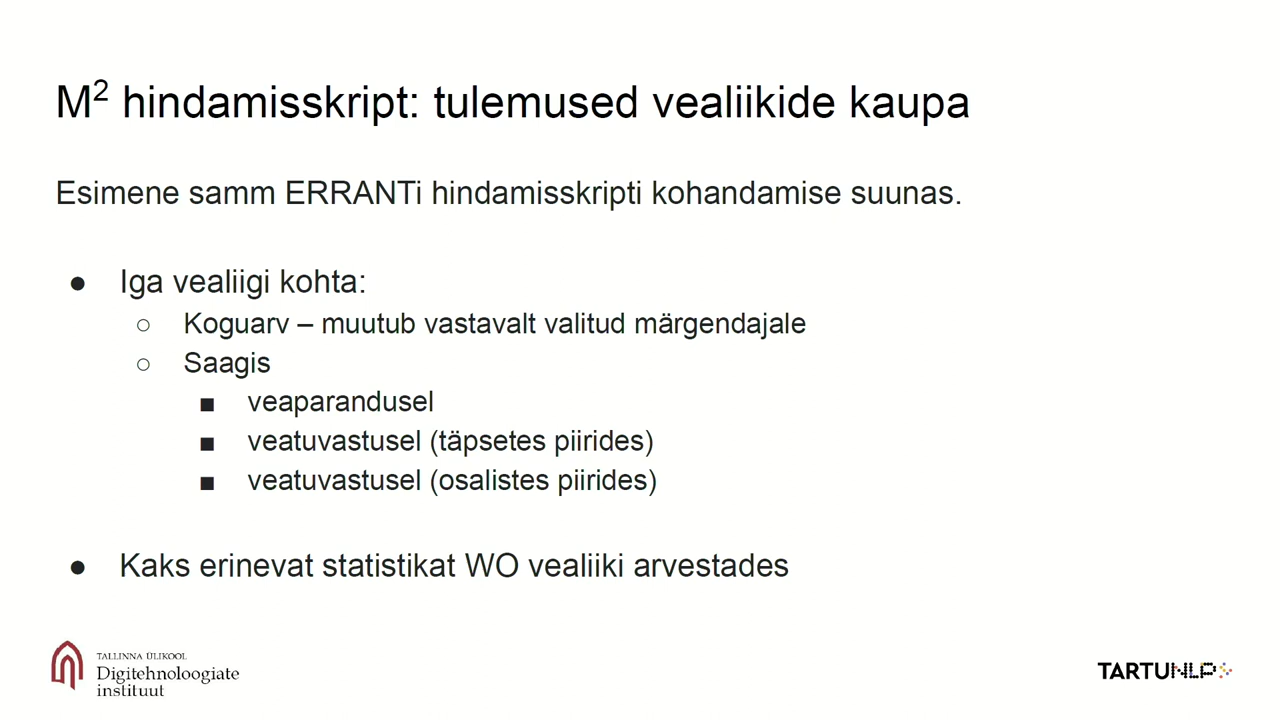 M² hindamisskript: tulemused vealiikide kaupa
Esimene samm ERRANTi hindamisskripti kohandamise suunas.
● Iga vealiigi kohta:
○ Koguarv – muutub vastavalt valitud märgendajale
○ Saagis
■ veaparandusel
■ veatuvastusel (täpsetes piirides)
■ veatuvastusel (osalistes piirides)
● Kaks erinevat statistikat WO vealiiki arvestades
TALLINNA ÜLIKOOL
Digitehnoloogiate
instituut
TARTUNLP